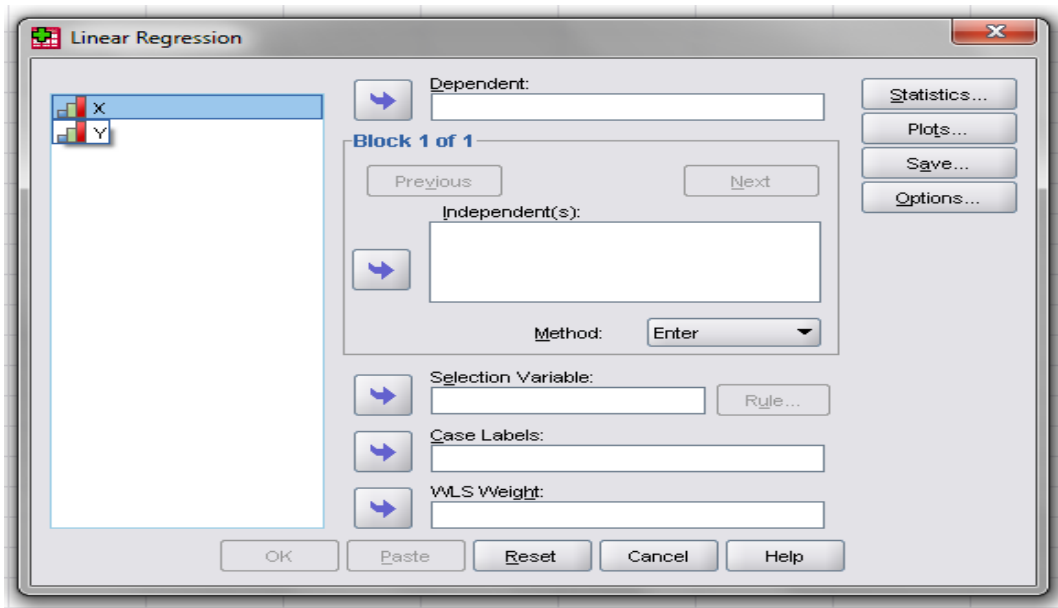 Linear Regression
X
Y
Dependent:
Block 1 of 1
Previous
Next
Independent(s):
Method:
Enter
Selection Variable:
Rule...
Case Labels:
WLS Weight:
Statistics...
Plots...
Save...
Options...
OK
Paste
Reset
Cancel
Help